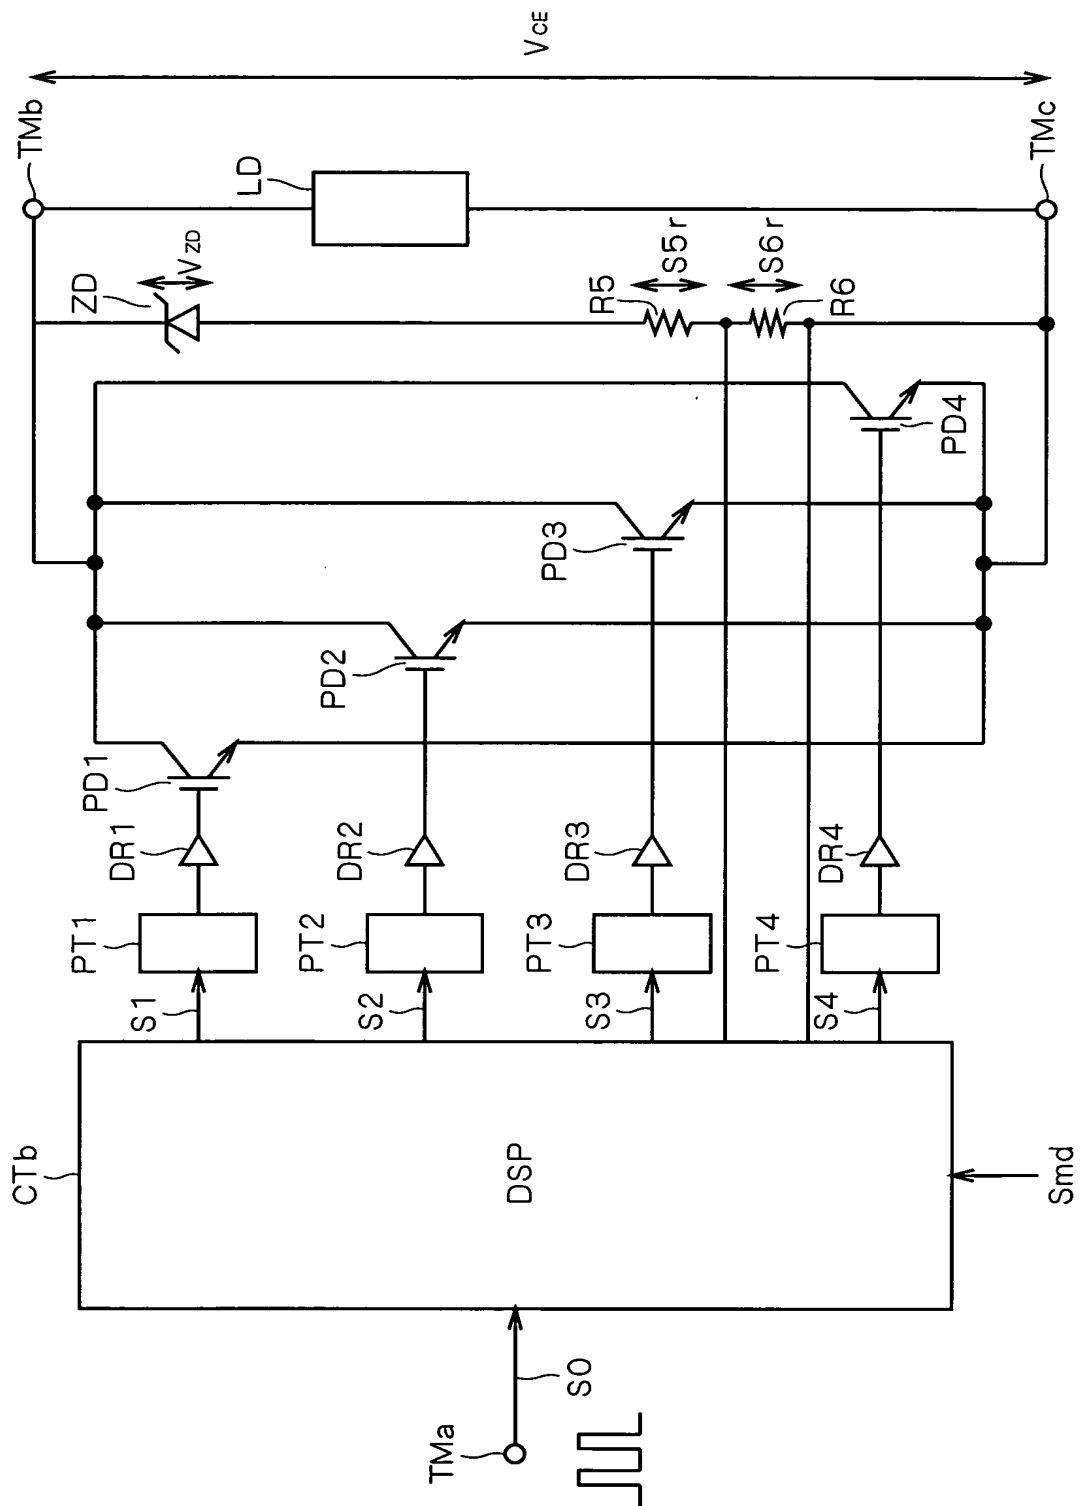 TMa
S0
CTb
DSP
Smd
S1
S2
S3
S4
PT1
PT2
PT3
PT4
DR1
DR2
DR3
DR4
PD1
PD2
PD3
PD4
ZD
VZD
R5
S5r
S6r
R6
LD
TMb
TMc
VCE